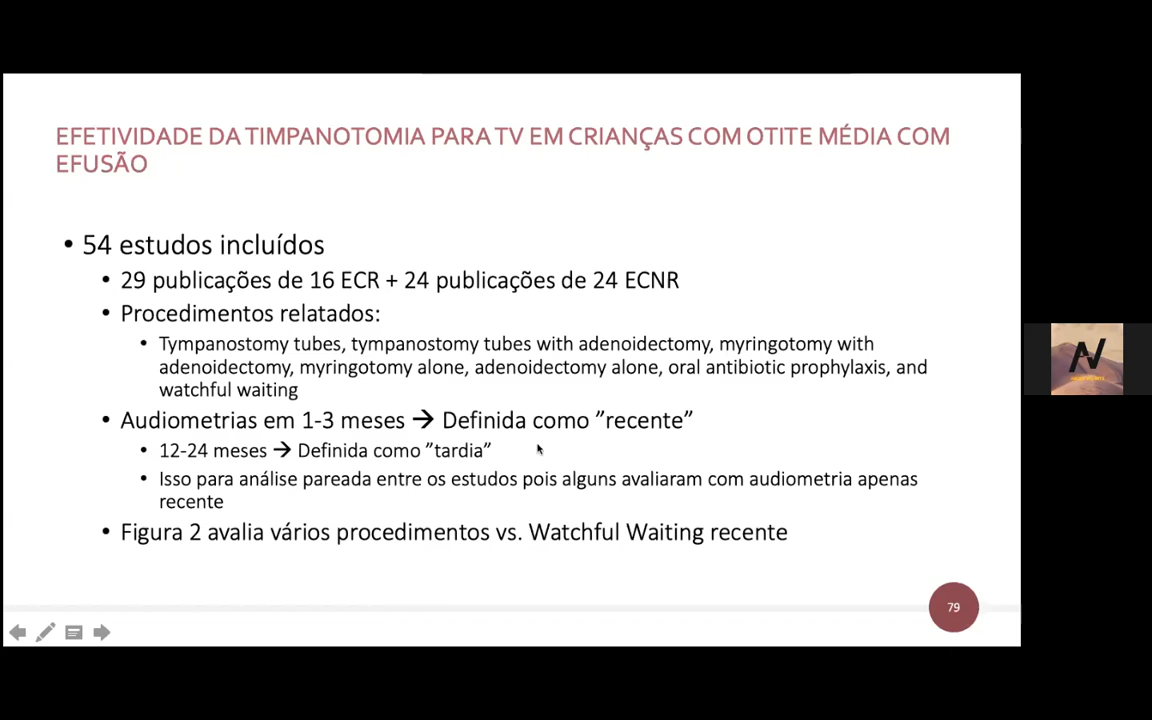 EFETIVIDADE DA TIMPANOTOMIA PARA TV EM CRIANÇAS COM OTITE MÉDIA COM
EFUSÃO
• 54 estudos incluídos
• 29 publicações de 16 ECR + 24 publicações de 24 ECNR
• Procedimentos relatados:
• Tympanostomy tubes, tympanostomy tubes with adenoidectomy, myringotomy with
adenoidectomy, myringotomy alone, adenoidectomy alone, oral antibiotic prophylaxis, and
watchful waiting
• Audiometrias em 1-3 meses → Definida como ”recente”
• 12-24 meses → Definida como ”tardia”
• Isso para análise pareada entre os estudos pois alguns avaliaram com audiometria apenas
recente
• Figura 2 avalia vários procedimentos vs. Watchful Waiting recente
79